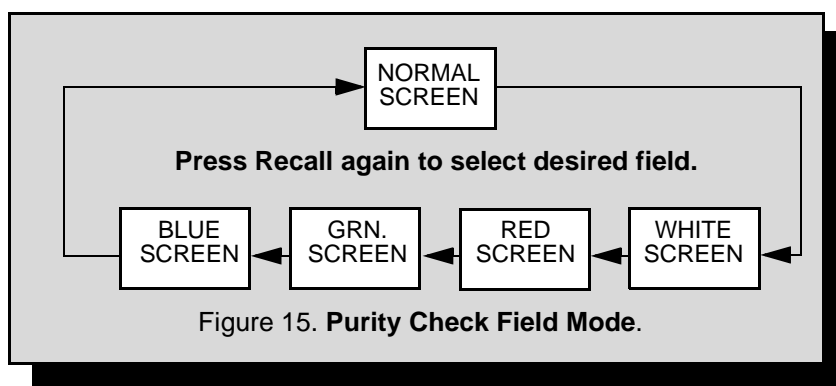 NORMAL
SCREEN
Press Recall again to select desired field.
BLUE
SCREEN
GRN.
SCREEN
RED
SCREEN
WHITE
SCREEN
Figure 15. Purity Check Field Mode.